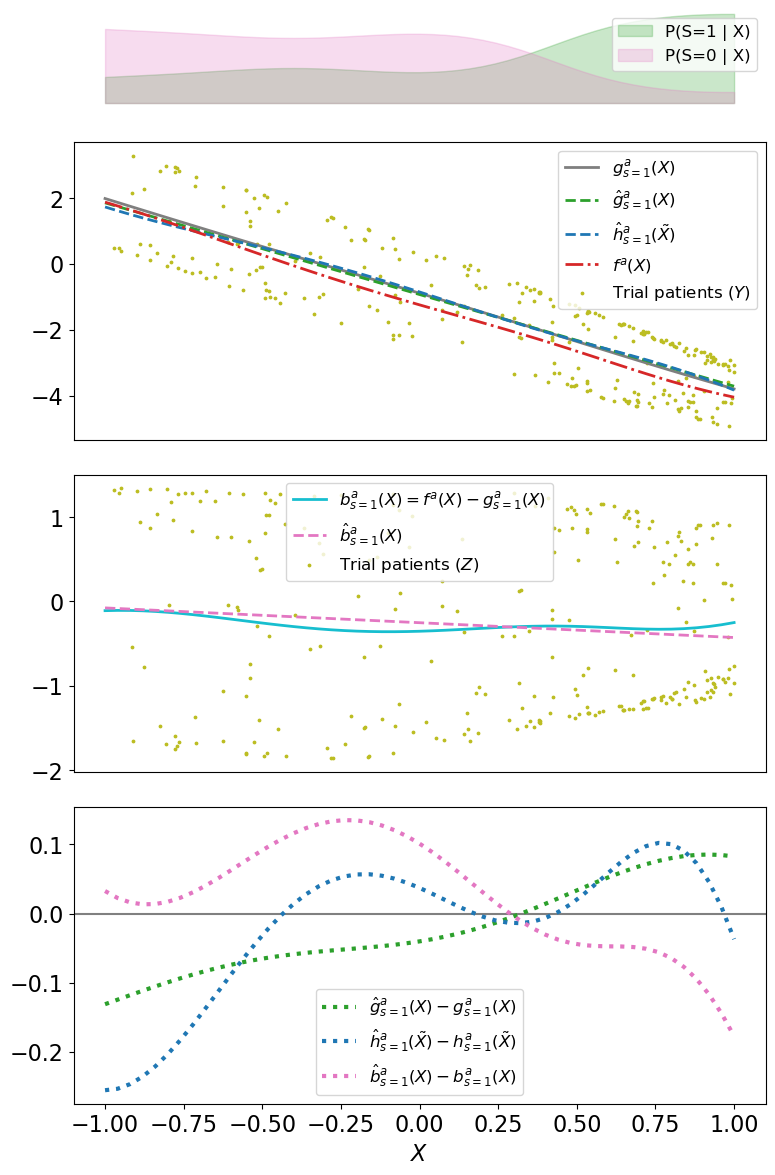 P(S=1 | X)
P(S=0 | X)
2
0
−2
−4
g^a_{s=1}(X)
ĝ^a_{s=1}(X)
ĥ^a_{s=1}(X̃)
f^a(X)
Trial patients (Y)
1
0
−1
−2
b^a_{s=1}(X) = f^a(X) − g^a_{s=1}(X)
b̂^a_{s=1}(X)
Trial patients (Z)
0.1
0.0
−0.1
−0.2
ĝ^a_{s=1}(X) − g^a_{s=1}(X)
ĥ^a_{s=1}(X̃) − h^a_{s=1}(X̃)
b̂^a_{s=1}(X) − b^a_{s=1}(X)
−1.00 −0.75 −0.50 −0.25 0.00 0.25 0.50 0.75 1.00
X